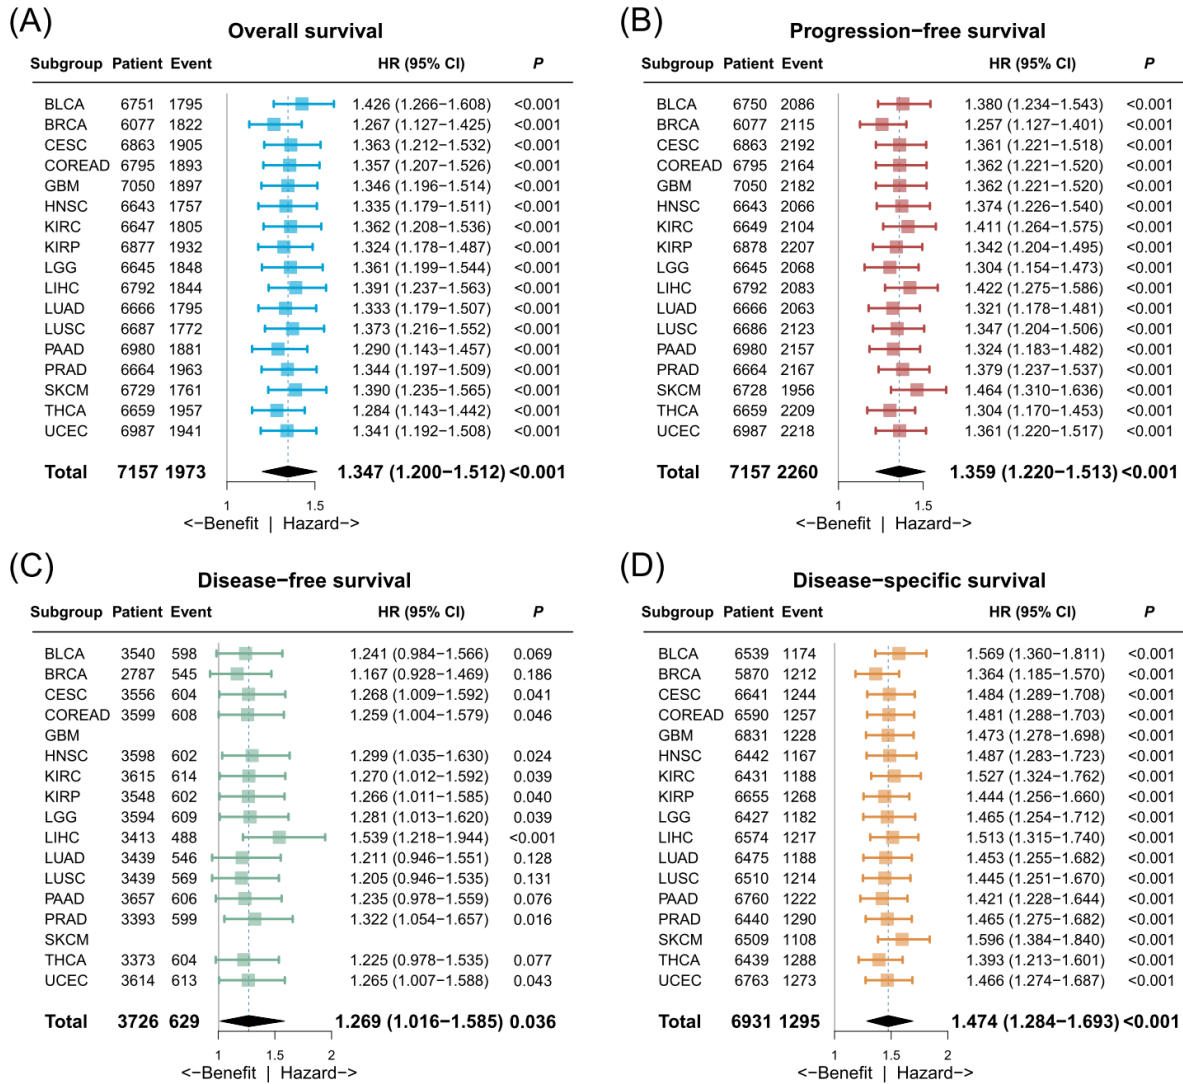 (A)
Overall survival
Subgroup Patient Event HR (95% CI) P
BLCA 6751 1795 1.426 (1.266−1.608) <0.001
BRCA 6077 1822 1.267 (1.127−1.425) <0.001
CESC 6863 1905 1.363 (1.212−1.532) <0.001
COREAD 6795 1893 1.357 (1.207−1.526) <0.001
GBM 7050 1897 1.346 (1.196−1.514) <0.001
HNSC 6643 1757 1.335 (1.179−1.511) <0.001
KIRC 6647 1805 1.362 (1.208−1.536) <0.001
KIRP 6877 1932 1.324 (1.178−1.487) <0.001
LGG 6645 1848 1.361 (1.199−1.544) <0.001
LIHC 6792 1844 1.391 (1.237−1.563) <0.001
LUAD 6666 1795 1.333 (1.179−1.507) <0.001
LUSC 6687 1772 1.373 (1.216−1.552) <0.001
PAAD 6980 1881 1.290 (1.143−1.457) <0.001
PRAD 6664 1963 1.344 (1.197−1.509) <0.001
SKCM 6729 1761 1.390 (1.235−1.565) <0.001
THCA 6659 1957 1.284 (1.143−1.442) <0.001
UCEC 6987 1941 1.341 (1.192−1.508) <0.001
Total 7157 1973 1.347 (1.200−1.512) <0.001
1 1.5
<−Benefit | Hazard−>
(B)
Progression−free survival
Subgroup Patient Event HR (95% CI) P
BLCA 6750 2086 1.380 (1.234−1.543) <0.001
BRCA 6077 2115 1.257 (1.127−1.401) <0.001
CESC 6863 2192 1.361 (1.221−1.518) <0.001
COREAD 6795 2164 1.362 (1.221−1.520) <0.001
GBM 7050 2182 1.362 (1.221−1.520) <0.001
HNSC 6643 2066 1.374 (1.226−1.540) <0.001
KIRC 6649 2104 1.411 (1.264−1.575) <0.001
KIRP 6878 2207 1.342 (1.204−1.495) <0.001
LGG 6645 2068 1.304 (1.154−1.473) <0.001
LIHC 6792 2083 1.422 (1.275−1.586) <0.001
LUAD 6666 2063 1.321 (1.178−1.481) <0.001
LUSC 6686 2123 1.347 (1.204−1.506) <0.001
PAAD 6980 2157 1.324 (1.183−1.482) <0.001
PRAD 6664 2167 1.379 (1.237−1.537) <0.001
SKCM 6728 1956 1.464 (1.310−1.636) <0.001
THCA 6659 2209 1.304 (1.170−1.453) <0.001
UCEC 6987 2218 1.361 (1.220−1.517) <0.001
Total 7157 2260 1.359 (1.220−1.513) <0.001
1 1.5
<−Benefit | Hazard−>
(C)
Disease−free survival
Subgroup Patient Event HR (95% CI) P
BLCA 3540 598 1.241 (0.984−1.566) 0.069
BRCA 2787 545 1.167 (0.928−1.469) 0.186
CESC 3556 604 1.268 (1.009−1.592) 0.041
COREAD 3599 608 1.259 (1.004−1.579) 0.046
GBM
HNSC 3598 602 1.299 (1.035−1.630) 0.024
KIRC 3615 614 1.270 (1.012−1.592) 0.039
KIRP 3548 602 1.266 (1.011−1.585) 0.040
LGG 3594 609 1.281 (1.013−1.620) 0.039
LIHC 3413 488 1.539 (1.218−1.944) <0.001
LUAD 3439 546 1.211 (0.946−1.551) 0.128
LUSC 3439 569 1.205 (0.946−1.535) 0.131
PAAD 3657 606 1.235 (0.978−1.559) 0.076
PRAD 3393 599 1.322 (1.054−1.657) 0.016
SKCM
THCA 3373 604 1.225 (0.978−1.535) 0.077
UCEC 3614 613 1.265 (1.007−1.588) 0.043
Total 3726 629 1.269 (1.016−1.585) 0.036
1 1.5 2
<−Benefit | Hazard−>
(D)
Disease−specific survival
Subgroup Patient Event HR (95% CI) P
BLCA 6539 1174 1.569 (1.360−1.811) <0.001
BRCA 5870 1212 1.364 (1.185−1.570) <0.001
CESC 6641 1244 1.484 (1.289−1.708) <0.001
COREAD 6590 1257 1.481 (1.288−1.703) <0.001
GBM 6831 1228 1.473 (1.278−1.698) <0.001
HNSC 6442 1167 1.487 (1.283−1.723) <0.001
KIRC 6431 1188 1.527 (1.324−1.762) <0.001
KIRP 6655 1268 1.444 (1.256−1.660) <0.001
LGG 6427 1182 1.465 (1.254−1.712) <0.001
LIHC 6574 1217 1.513 (1.315−1.740) <0.001
LUAD 6475 1188 1.453 (1.255−1.682) <0.001
LUSC 6510 1214 1.445 (1.251−1.670) <0.001
PAAD 6760 1222 1.421 (1.228−1.644) <0.001
PRAD 6440 1290 1.465 (1.275−1.682) <0.001
SKCM 6509 1108 1.596 (1.384−1.840) <0.001
THCA 6439 1288 1.393 (1.213−1.601) <0.001
UCEC 6763 1273 1.466 (1.274−1.687) <0.001
Total 6931 1295 1.474 (1.284−1.693) <0.001
1 1.5 2
<−Benefit | Hazard−>